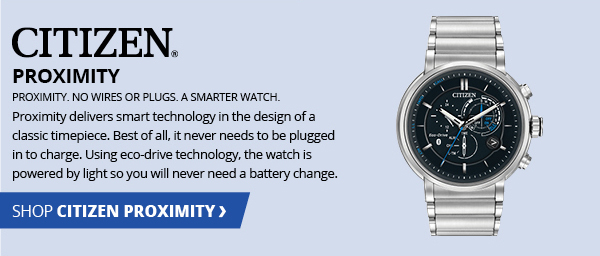 CITIZEN®
PROXIMITY
PROXIMITY. NO WIRES OR PLUGS. A SMARTER WATCH.
Proximity delivers smart technology in the design of a
classic timepiece. Best of all, it never needs to be plugged
in to charge. Using eco-drive technology, the watch is
powered by light so you will never need a battery change.
SHOP CITIZEN PROXIMITY ❯
CITIZEN
Eco-Drive